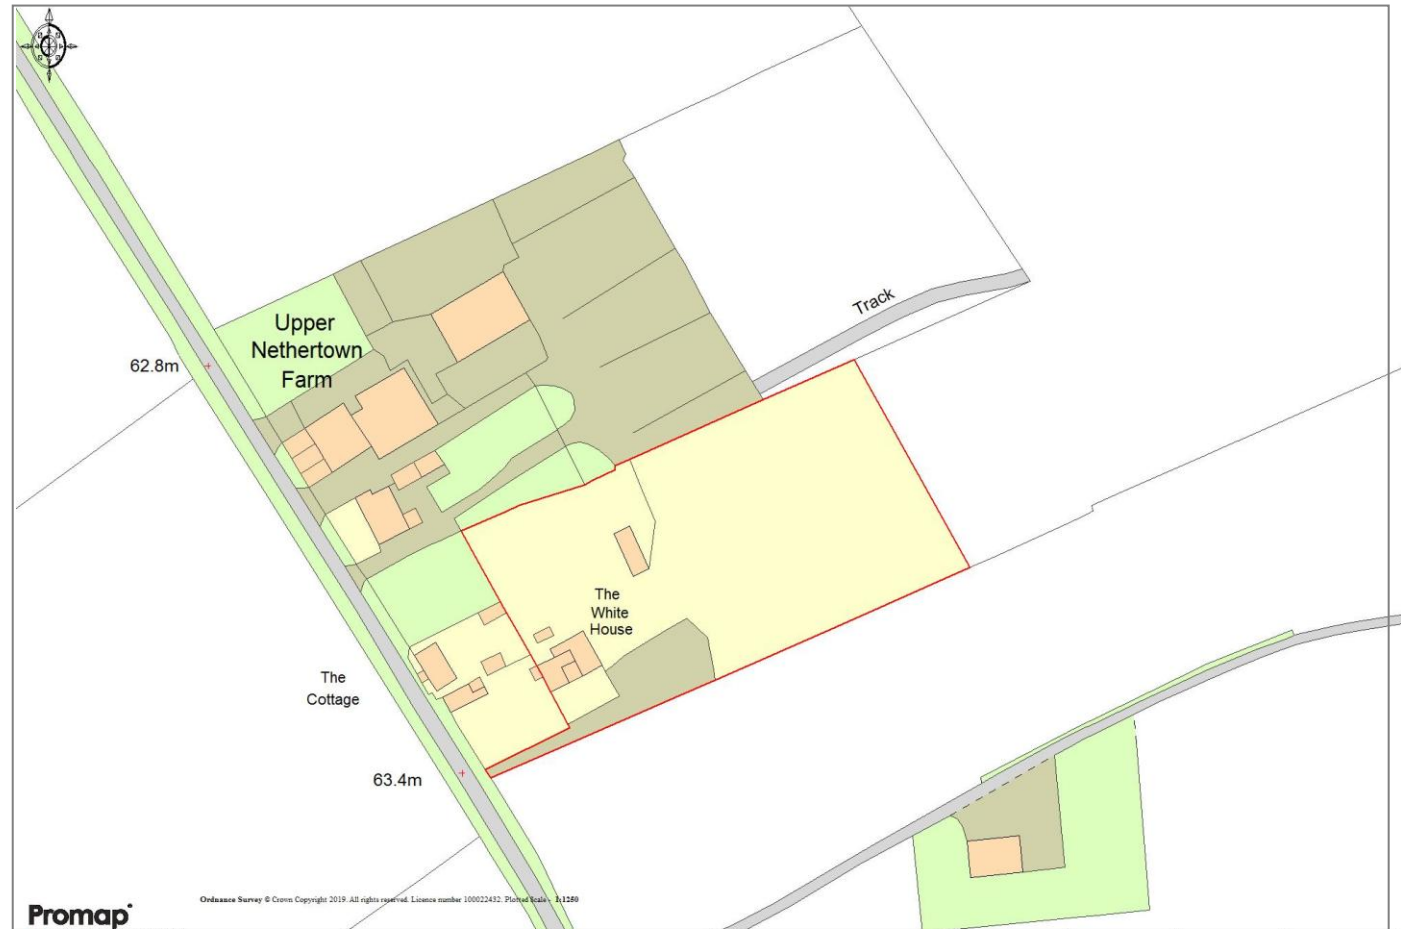 Track
Upper
Nethertown
Farm
62.8m
The
White
House
The
Cottage
63.4m
Ordnance Survey © Crown Copyright 2019. All rights reserved. Licence number 100022432. Plotted Scale - 1:1250
Promap